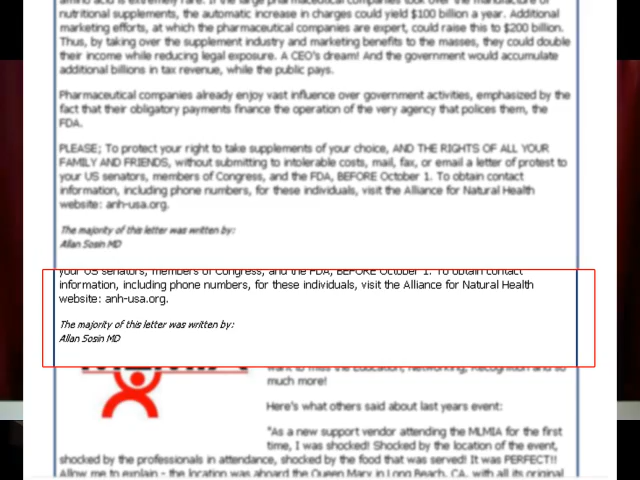 amino acid is extremely rare. If the large pharmaceutical companies took over the manufacture of
nutritional supplements, the automatic increase in charges could yield $100 billion a year. Additional
marketing efforts, at which the pharmaceutical companies are expert, could raise this to $200 billion.
Thus, by taking over the supplement industry and marketing benefits to the masses, they could double
their income while reducing legal exposure. A CEO's dream! And the government would accumulate
additional billions in tax revenue, while the public pays.
Pharmaceutical companies already enjoy vast influence over government activities, emphasized by the
fact that their obligatory payments finance the operation of the very agency that polices them, the
FDA.
PLEASE; To protect your right to take supplements of your choice, AND THE RIGHTS OF ALL YOUR
FAMILY AND FRIENDS, without submitting to intolerable costs, mail, fax, or email a letter of protest to
your US senators, members of Congress, and the FDA, BEFORE October 1. To obtain contact
information, including phone numbers, for these individuals, visit the Alliance for Natural Health
website: anh-usa.org.
The majority of this letter was written by:
Allan Sosin MD
your US senators, members of Congress, and the FDA, BEFORE October 1. To obtain contact
information, including phone numbers, for these individuals, visit the Alliance for Natural Health
website: anh-usa.org.
The majority of this letter was written by:
Allan Sosin MD
want to miss the Education, Networking, Recognition and so
much more!
Here's what others said about last years event:
"As a new support vendor attending the MLMIA for the first
time, I was shocked! Shocked by the location of the event,
shocked by the professionals in attendance, shocked by the food that was served! It was PERFECT!!
Allow me to explain - the location was aboard the Queen Mary in Long Beach, CA, with all its original